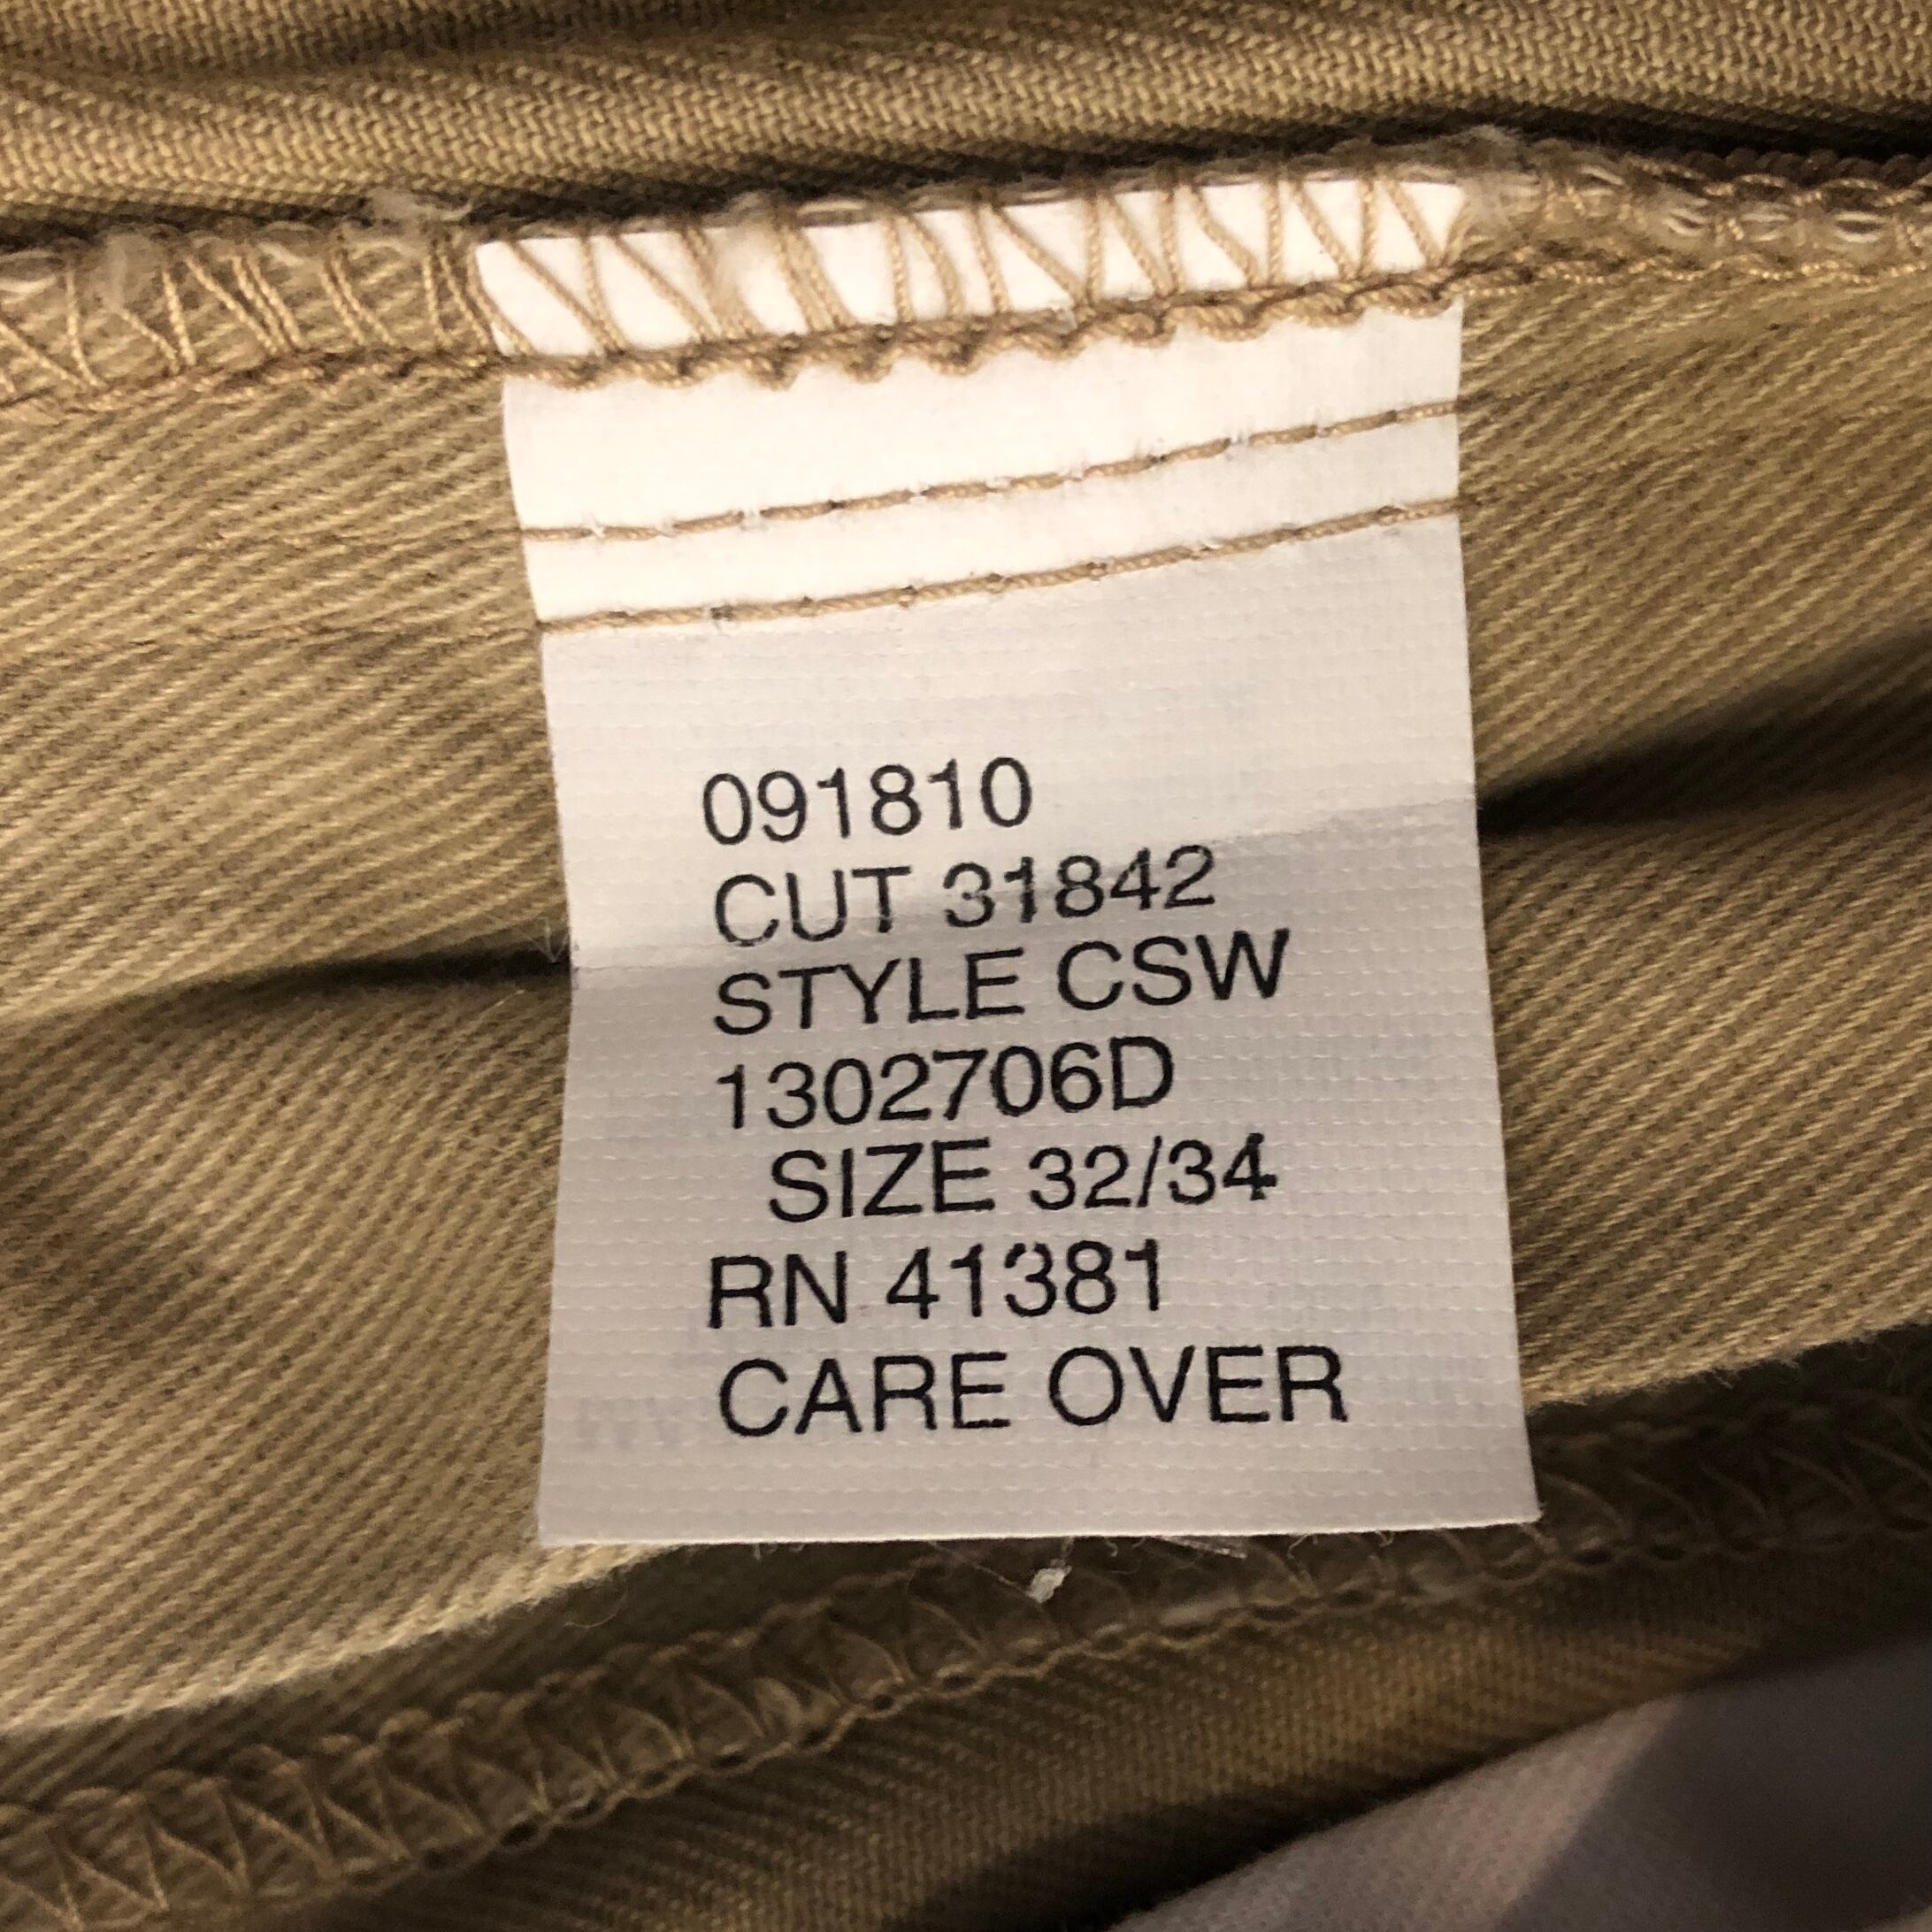 091810
CUT 31842
STYLE CSW
1302706D
SIZE 32/34
RN 41381
CARE OVER